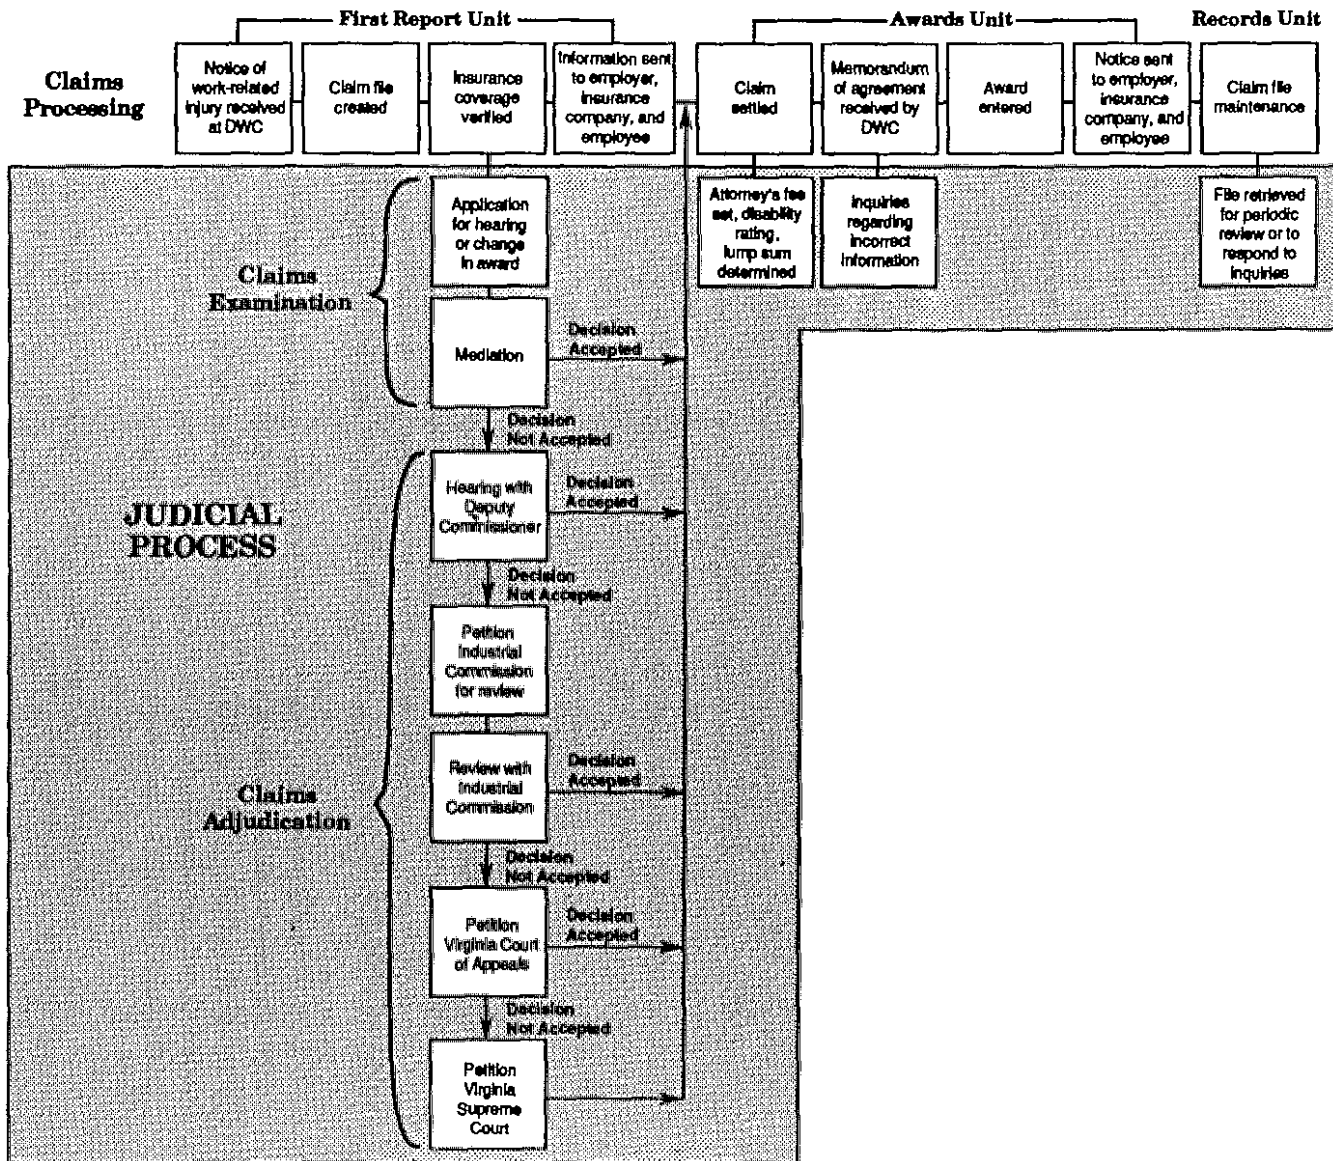 First Report Unit
Awards Unit
Records Unit
Claims
Processing
Notice of
work-related
injury received
at DWC
Claim file
created
Insurance
coverage
verified
Information sent
to employer,
insurance
company, and
employee
Claim
settled
Memorandum
of agreement
received by
DWC
Award
entered
Notice sent
to employer,
insurance
company, and
employee
Claim file
maintenance
Application
for hearing
or change
in award
Attorney's fee
set, disability
rating,
lump sum
determined
Inquiries
regarding
incorrect
information
File retrieved
for periodic
review or to
respond to
inquiries
Claims
Examination
Mediation
Decision
Accepted
Decision
Not Accepted
JUDICIAL
PROCESS
Hearing with
Deputy
Commissioner
Decision
Accepted
Decision
Not Accepted
Petition
Industrial
Commission
for review
Claims
Adjudication
Review with
Industrial
Commission
Decision
Accepted
Decision
Not Accepted
Petition
Virginia Court
of Appeals
Decision
Accepted
Decision
Not Accepted
Petition
Virginia
Supreme
Court